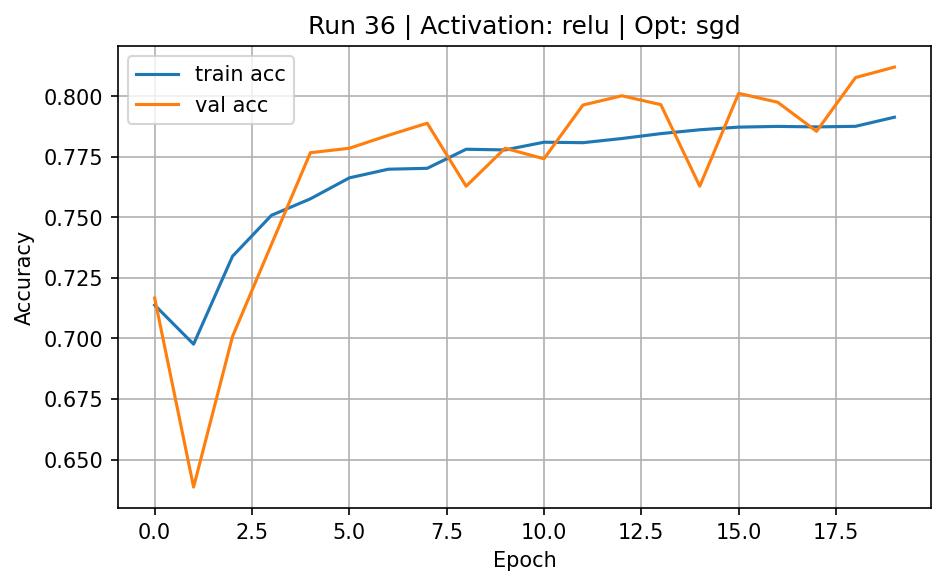 Run 36 | Activation: relu | Opt: sgd
train acc
val acc
0.800
0.775
0.750
0.725
0.700
0.675
0.650
Accuracy
0.0 2.5 5.0 7.5 10.0 12.5 15.0 17.5
Epoch